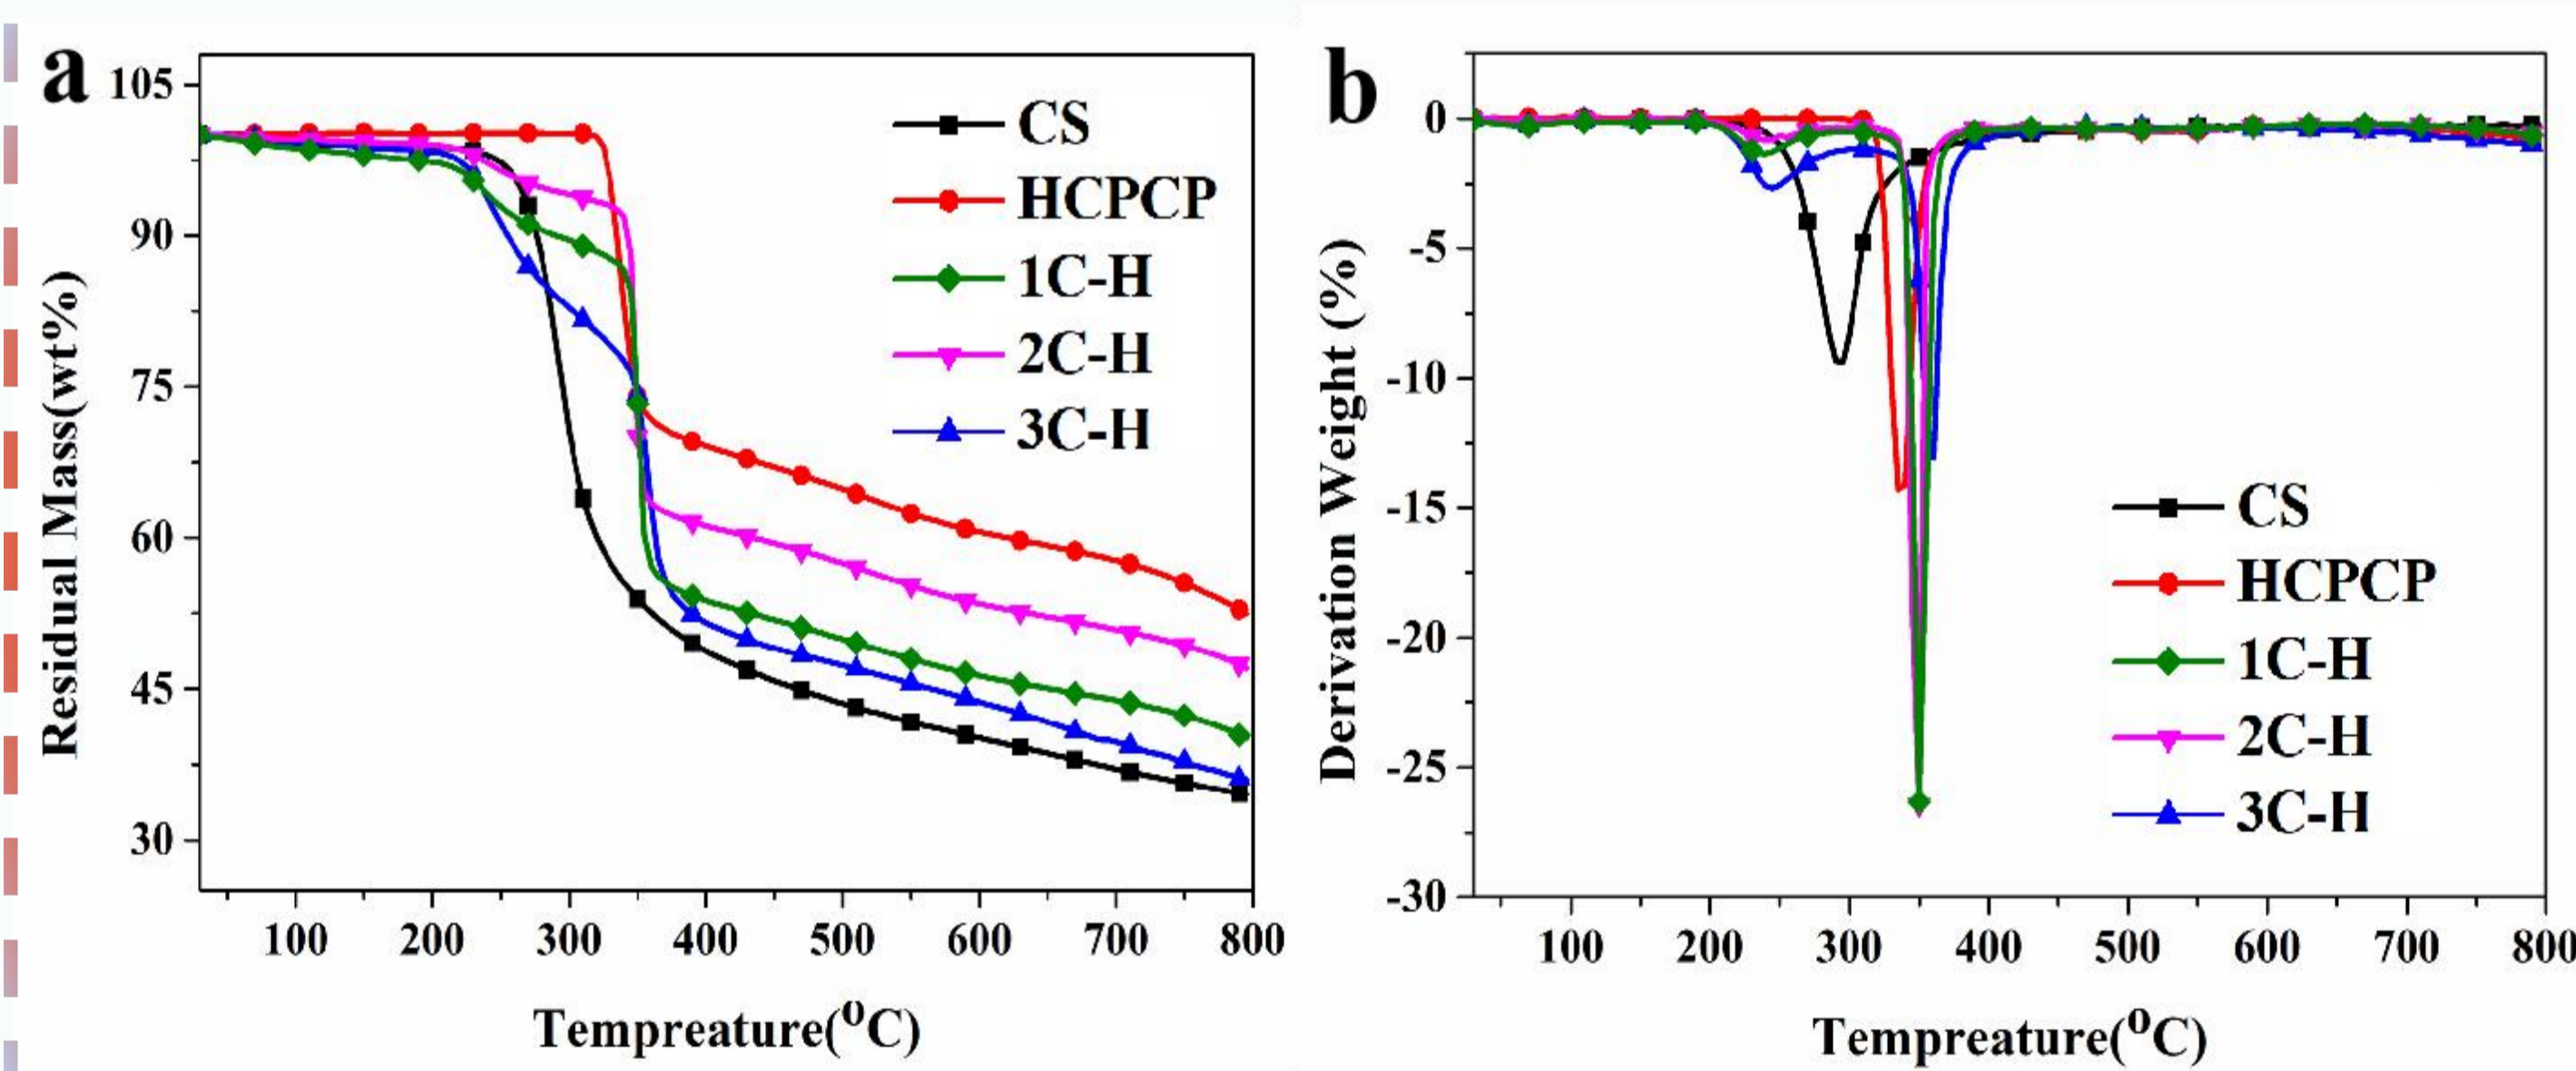 a
105
90
75
60
45
30
Residual Mass(wt%)
CS
HCPCP
1C-H
2C-H
3C-H
100 200 300 400 500 600 700 800
Tempreature(⁰C)
b
0
-5
-10
-15
-20
-25
-30
Derivation Weight (%)
CS
HCPCP
1C-H
2C-H
3C-H
100 200 300 400 500 600 700 800
Tempreature(⁰C)